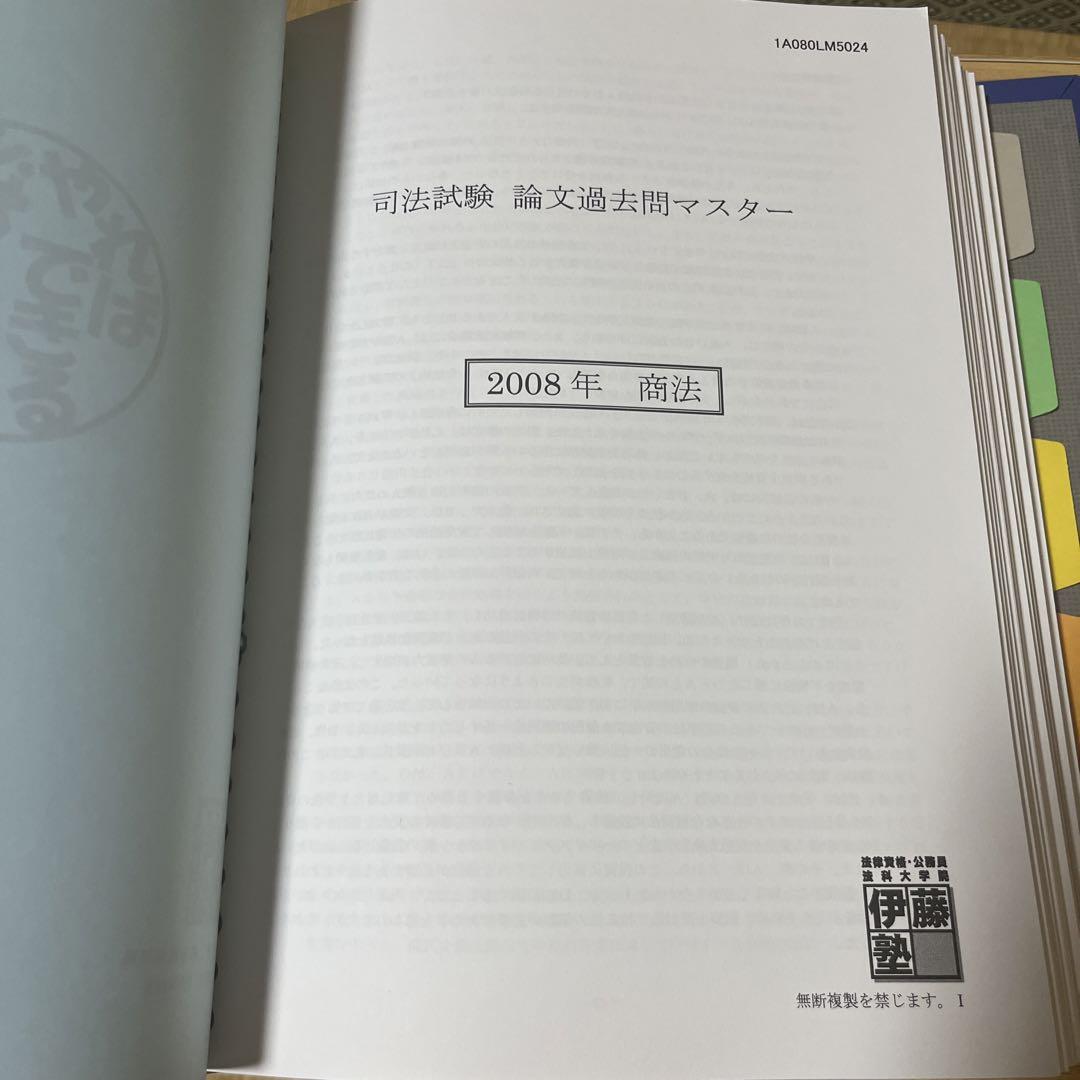 1A080LM5024
司法試験 論文過去問マスター
2008年　商法
法律資格・公務員
法科大学院
伊藤塾
無断複製を禁じます。I